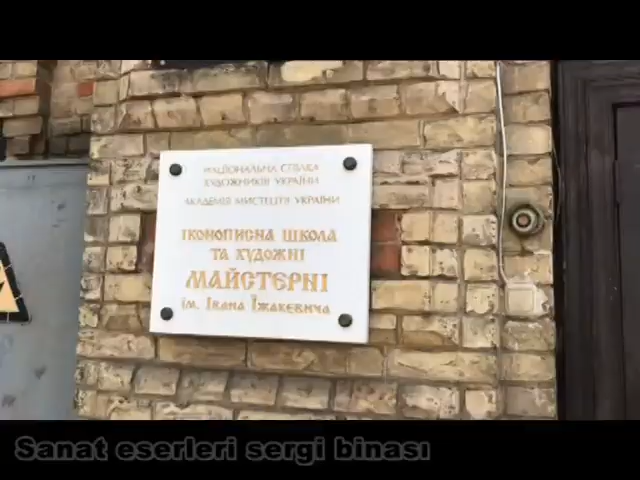 НАЦІОНАЛЬНА СПІЛКА
ХУДОЖНИКІВ УКРАЇНИ
АКАДЕМІЯ МИСТЕЦТВ УКРАЇНИ
ІКОНОПИСНА ШКОЛА
ТА ХУДОЖНІ
МАЙСТЕРНІ
ім. Івана Їжакевича
Sanat eserleri sergi binası